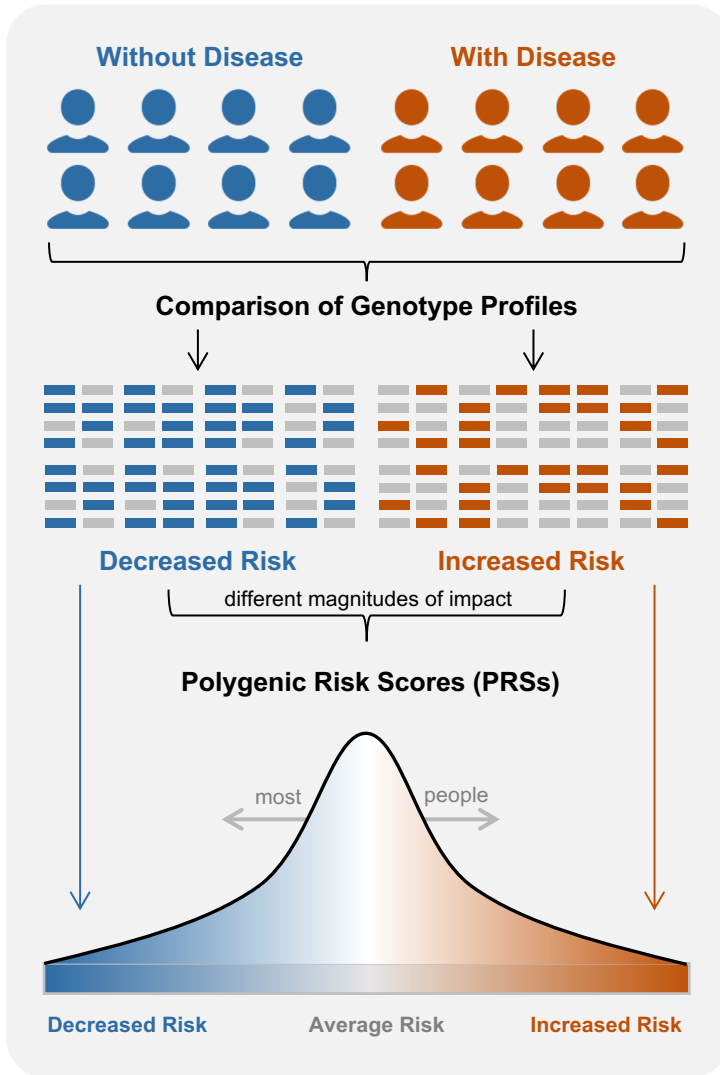 Without Disease
With Disease
Comparison of Genotype Profiles
Decreased Risk
Increased Risk
different magnitudes of impact
Polygenic Risk Scores (PRSs)
most
people
Decreased Risk
Average Risk
Increased Risk